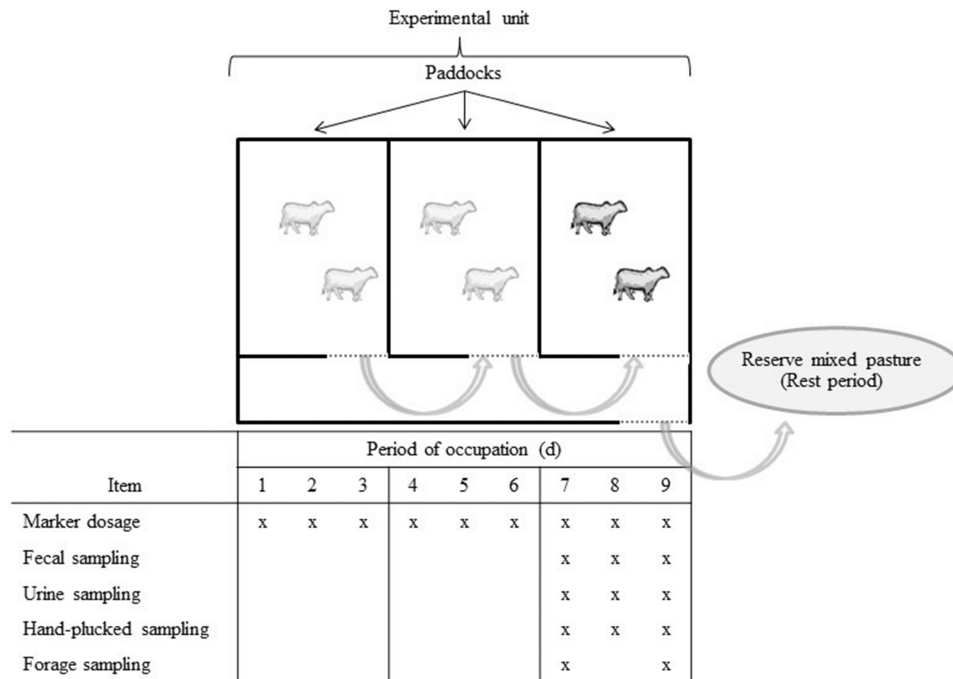 Experimental unit
Paddocks
Reserve mixed pasture
(Rest period)
Period of occupation (d)
Item 1 2 3 4 5 6 7 8 9
Marker dosage x x x x x x x x x
Fecal sampling x x x
Urine sampling x x x
Hand-plucked sampling x x x
Forage sampling x x